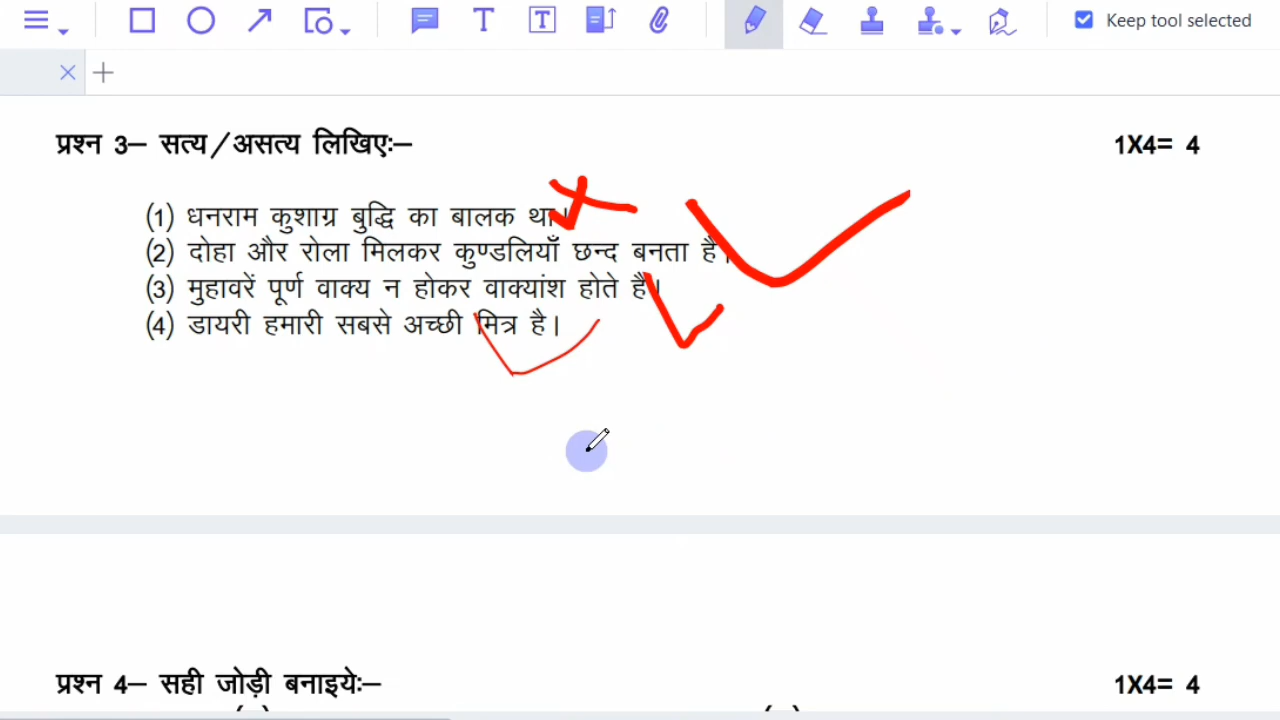 Keep tool selected
प्रश्न 3– सत्य/असत्य लिखिएः– 1X4= 4
(1) धनराम कुशाग्र बुद्धि का बालक था।
(2) दोहा और रोला मिलकर कुण्डलियाँ छन्द बनता है।
(3) मुहावरें पूर्ण वाक्य न होकर वाक्यांश होते है।
(4) डायरी हमारी सबसे अच्छी मित्र है।
प्रश्न 4– सही जोड़ी बनाइयेः– 1X4= 4